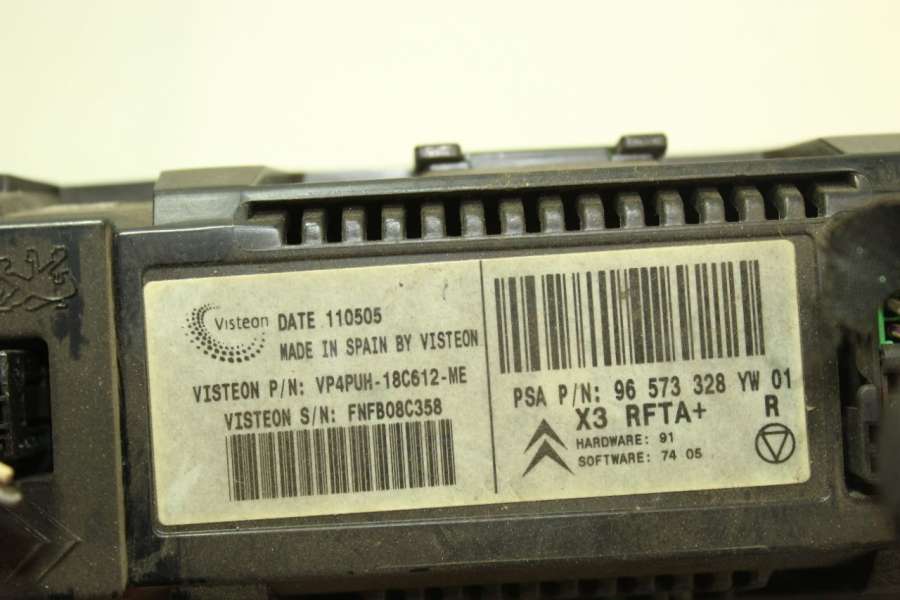 Visteon DATE 110505
MADE IN SPAIN BY VISTEON
VISTEON P/N: VP4PUH-18C612-ME
VISTEON S/N: FNFB08C358
PSA P/N: 96 573 328 YW 01
X3 RFTA+ R
HARDWARE: 91
SOFTWARE: 74 05